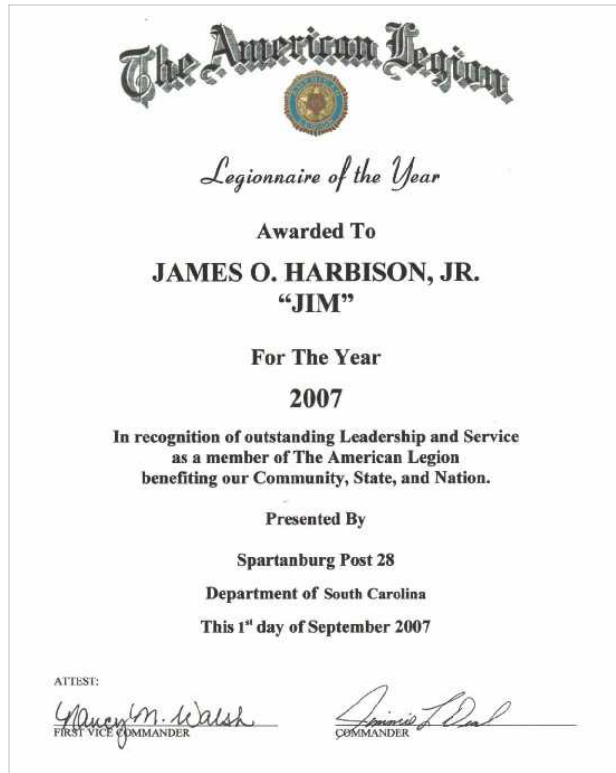 The American Legion
Legionnaire of the Year
Awarded To
JAMES O. HARBISON, JR.
“JIM”
For The Year
2007
In recognition of outstanding Leadership and Service
as a member of The American Legion
benefiting our Community, State, and Nation.
Presented By
Spartanburg Post 28
Department of South Carolina
This 1st day of September 2007
ATTEST:
Nancy M. Walsh
FIRST VICE COMMANDER
COMMANDER